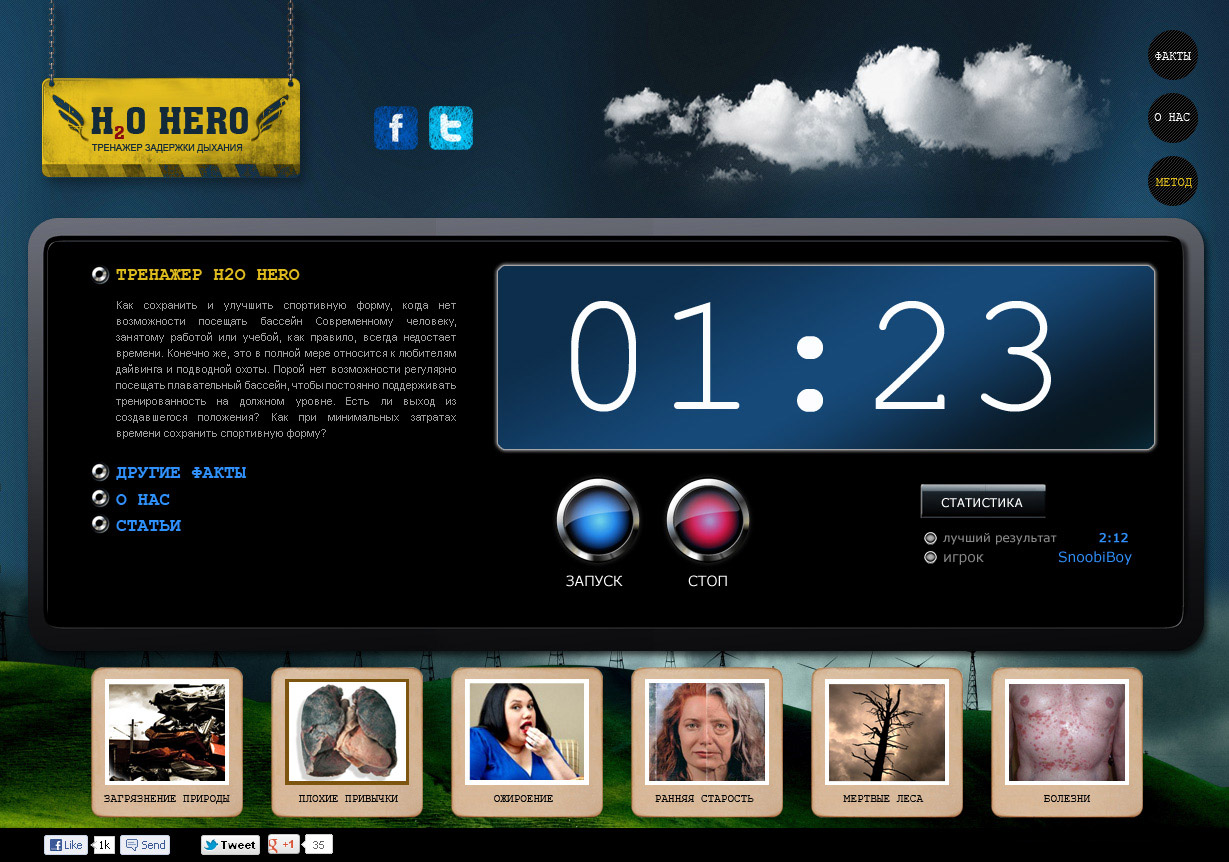 H2O HERO
ТРЕНАЖЕР ЗАДЕРЖКИ ДЫХАНИЯ
f
t
ФАКТЫ
О НАС
МЕТОД
ТРЕНАЖЕР H2O HERO
Как сохранить и улучшить спортивную форму, когда нет
возможности посещать бассейн Современному человеку,
занятому работой или учебой, как правило, всегда недостает
времени. Конечно же, это в полной мере относится к любителям
дайвинга и подводной охоты. Порой нет возможности регулярно
посещать плавательный бассейн, чтобы постоянно поддерживать
тренированность на должном уровне. Есть ли выход из
создавшегося положения? Как при минимальных затратах
времени сохранить спортивную форму?
ДРУГИЕ ФАКТЫ
О НАС
СТАТЬИ
01:23
ЗАПУСК
СТОП
СТАТИСТИКА
лучший результат 2:12
игрок SnoobiBoy
ЗАГРЯЗНЕНИЕ ПРИРОДЫ
ПЛОХИЕ ПРИВЫЧКИ
ОЖИРОЕНИЕ
РАННЯЯ СТАРОСТЬ
МЕРТВЫЕ ЛЕСА
БОЛЕЗНИ
Like 1k Send Tweet g +1 35